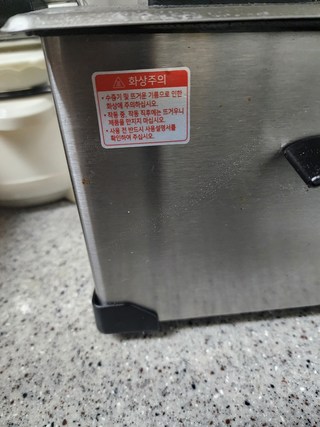 화상주의
• 수증기 및 뜨거운 기름으로 인한
화상에 주의하십시오.
• 작동 중, 작동 직후에는 뜨거우니
제품을 만지지 마십시오.
• 사용 전 반드시 사용설명서를
확인하여 주십시오.